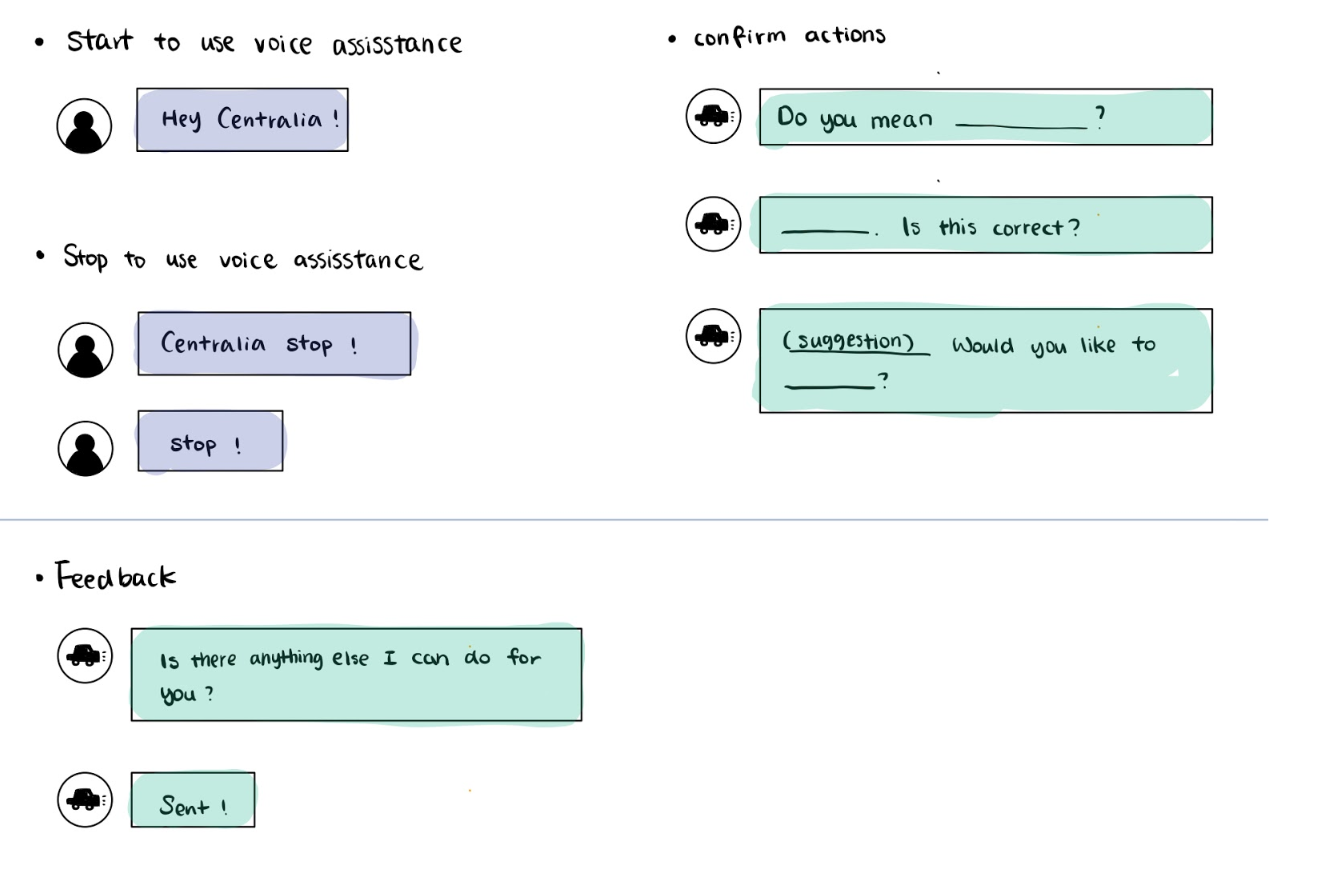 • Start to use voice assisstance
Hey Centralia !
• Stop to use voice assisstance
Centralia stop !
stop !
• confirm actions
Do you mean ________ ?
______. Is this correct?
(suggestion) Would you like to
______?
• Feedback
Is there anything else I can do for
you ?
Sent !